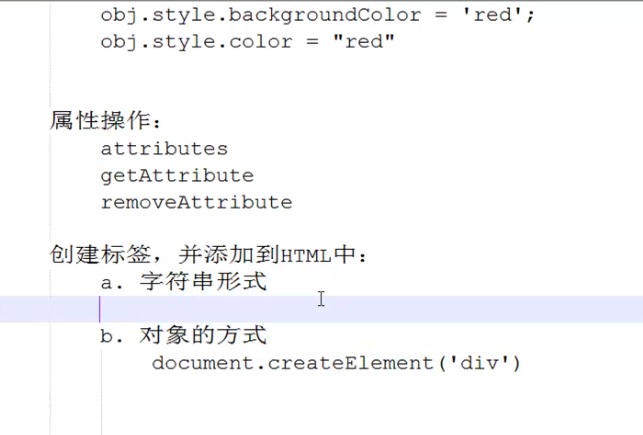 obj.style.backgroundColor = 'red';
obj.style.color = "red"
属性操作：
attributes
getAttribute
removeAttribute
创建标签，并添加到HTML中：
a. 字符串形式
b. 对象的方式
document.createElement('div')